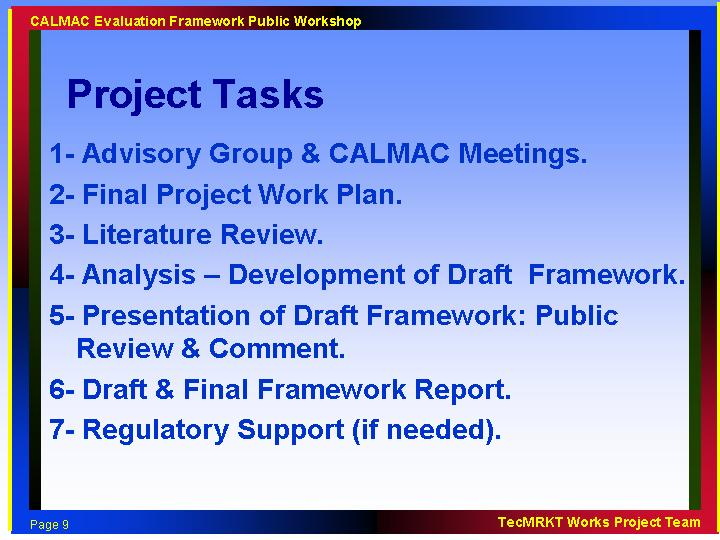 CALMAC Evaluation Framework Public Workshop
Project Tasks
1- Advisory Group & CALMAC Meetings.
2- Final Project Work Plan.
3- Literature Review.
4- Analysis – Development of Draft  Framework.
5- Presentation of Draft Framework: Public
Review & Comment.
6- Draft & Final Framework Report.
7- Regulatory Support (if needed).
Page 9
TecMRKT Works Project Team